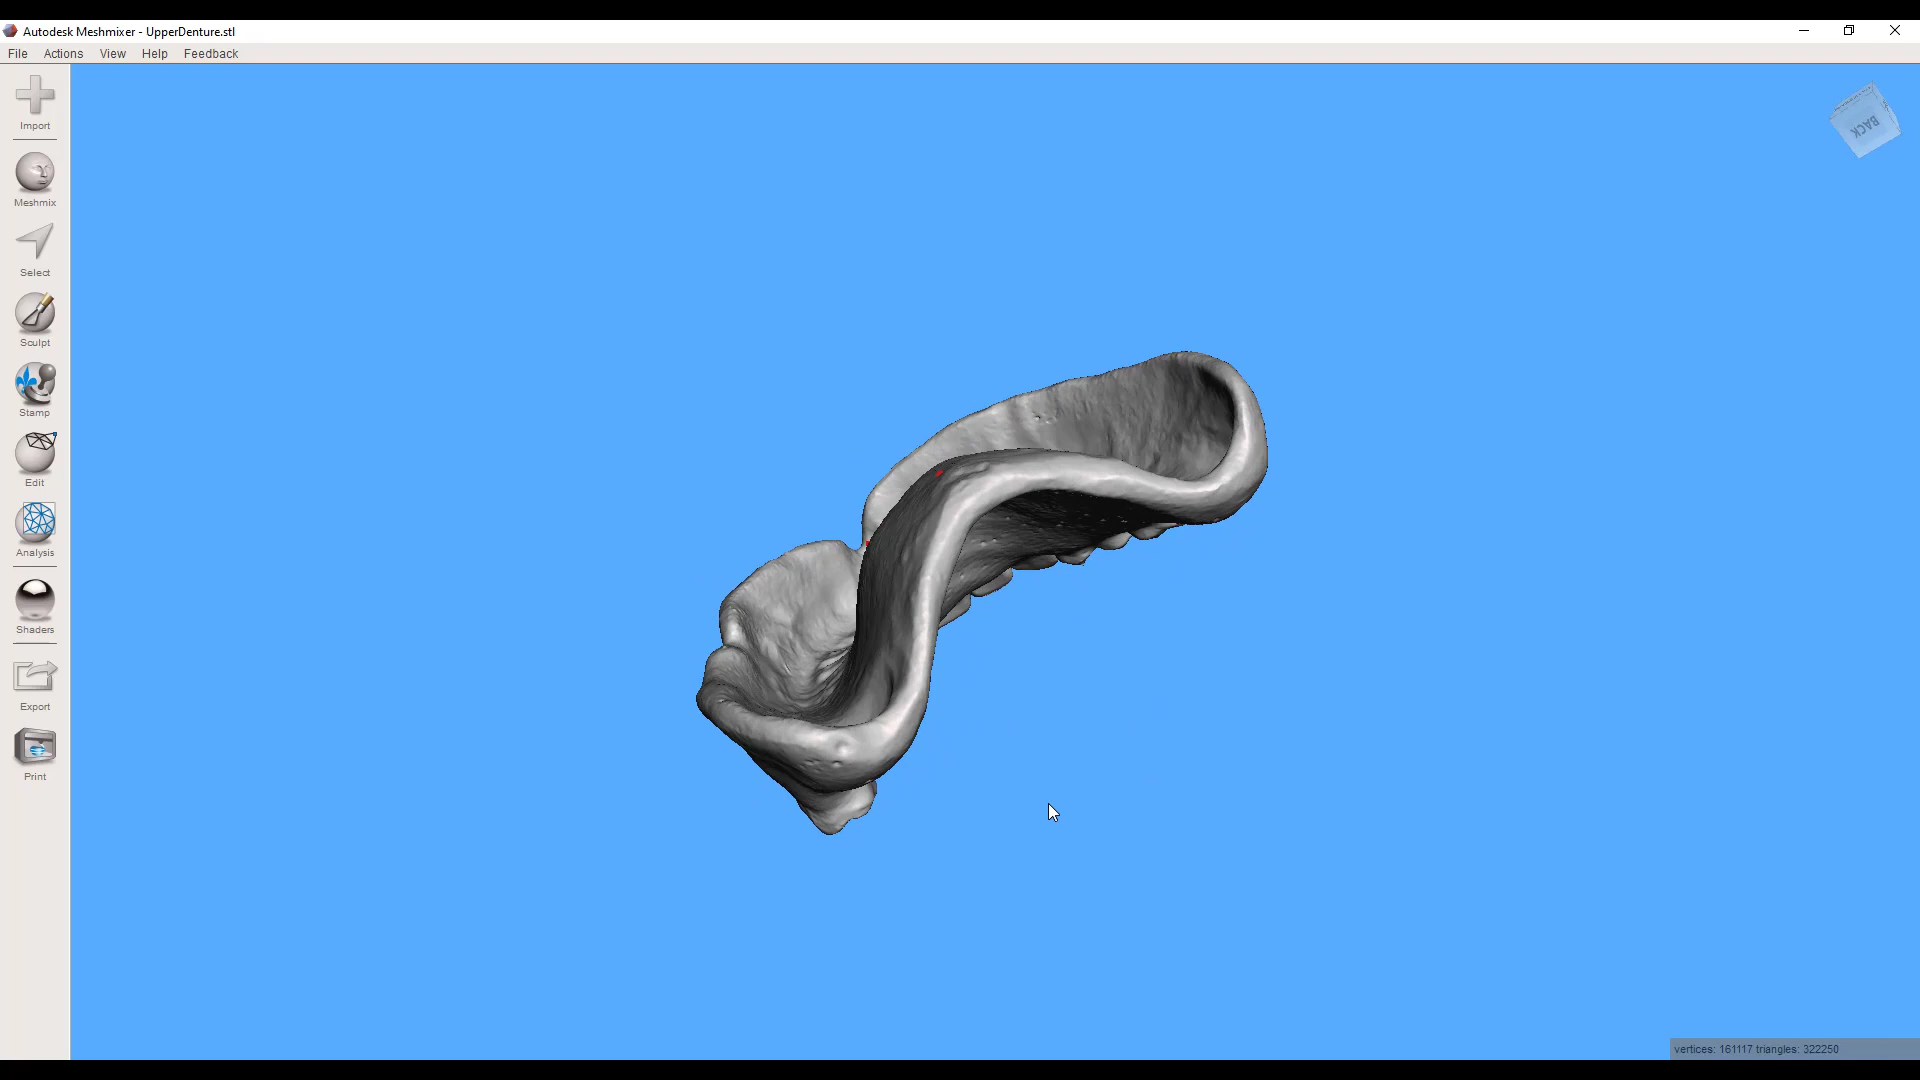 Autodesk Meshmixer - UpperDenture.stl
File Actions View Help Feedback
Import
Meshmix
Select
Sculpt
Stamp
Edit
Analysis
Shaders
Export
Print
BACK
vertices: 161117 triangles: 322250